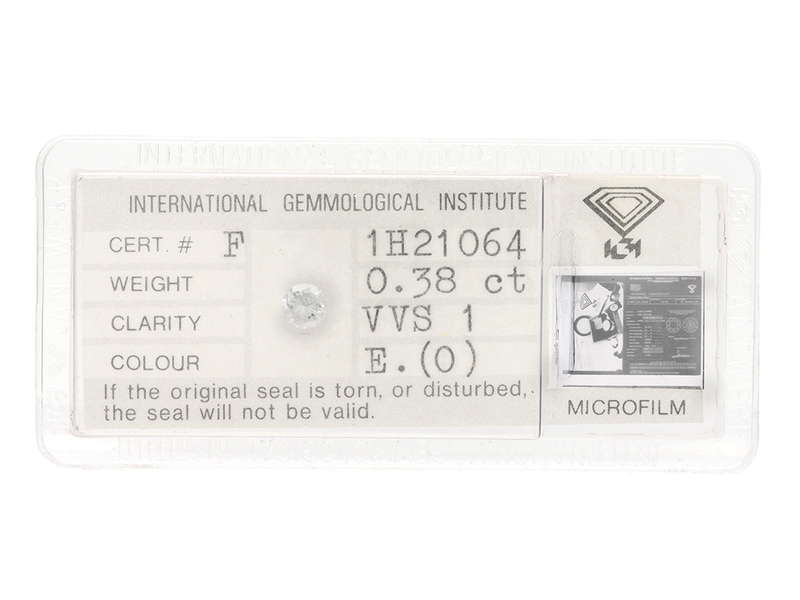 INTERNATIONAL GEMMOLOGICAL INSTITUTE
INTERNATIONAL GEMMOLOGICAL INSTITUTE
CERT. # F 1H21064
WEIGHT 0.38 ct
CLARITY VVS 1
COLOUR E.(0)
If the original seal is torn, or disturbed,
the seal will not be valid.
MICROFILM